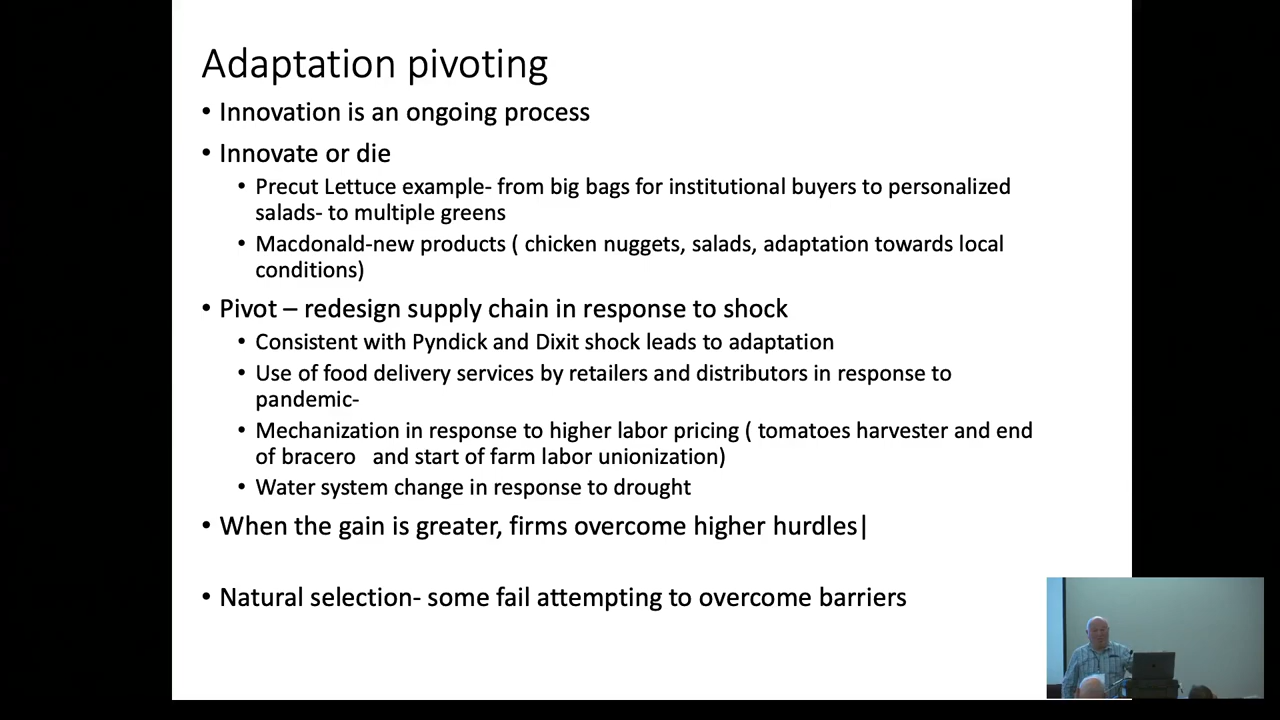 Adaptation pivoting
• Innovation is an ongoing process
• Innovate or die
• Precut Lettuce example- from big bags for institutional buyers to personalized
salads- to multiple greens
• Macdonald-new products ( chicken nuggets, salads, adaptation towards local
conditions)
• Pivot – redesign supply chain in response to shock
• Consistent with Pyndick and Dixit shock leads to adaptation
• Use of food delivery services by retailers and distributors in response to
pandemic-
• Mechanization in response to higher labor pricing ( tomatoes harvester and end
of bracero   and start of farm labor unionization)
• Water system change in response to drought
• When the gain is greater, firms overcome higher hurdles|
• Natural selection- some fail attempting to overcome barriers